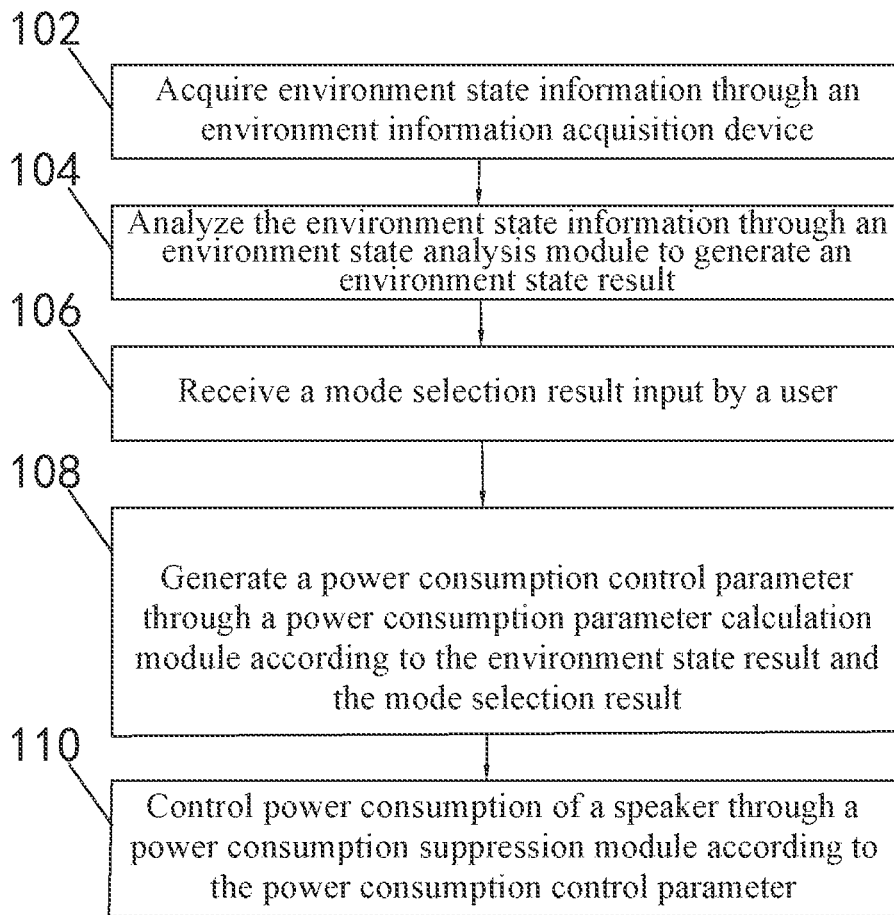 102
Acquire environment state information through an
environment information acquisition device
104
Analyze the environment state information through an
environment state analysis module to generate an
environment state result
106
Receive a mode selection result input by a user
108
Generate a power consumption control parameter
through a power consumption parameter calculation
module according to the environment state result and
the mode selection result
110
Control power consumption of a speaker through a
power consumption suppression module according to
the power consumption control parameter